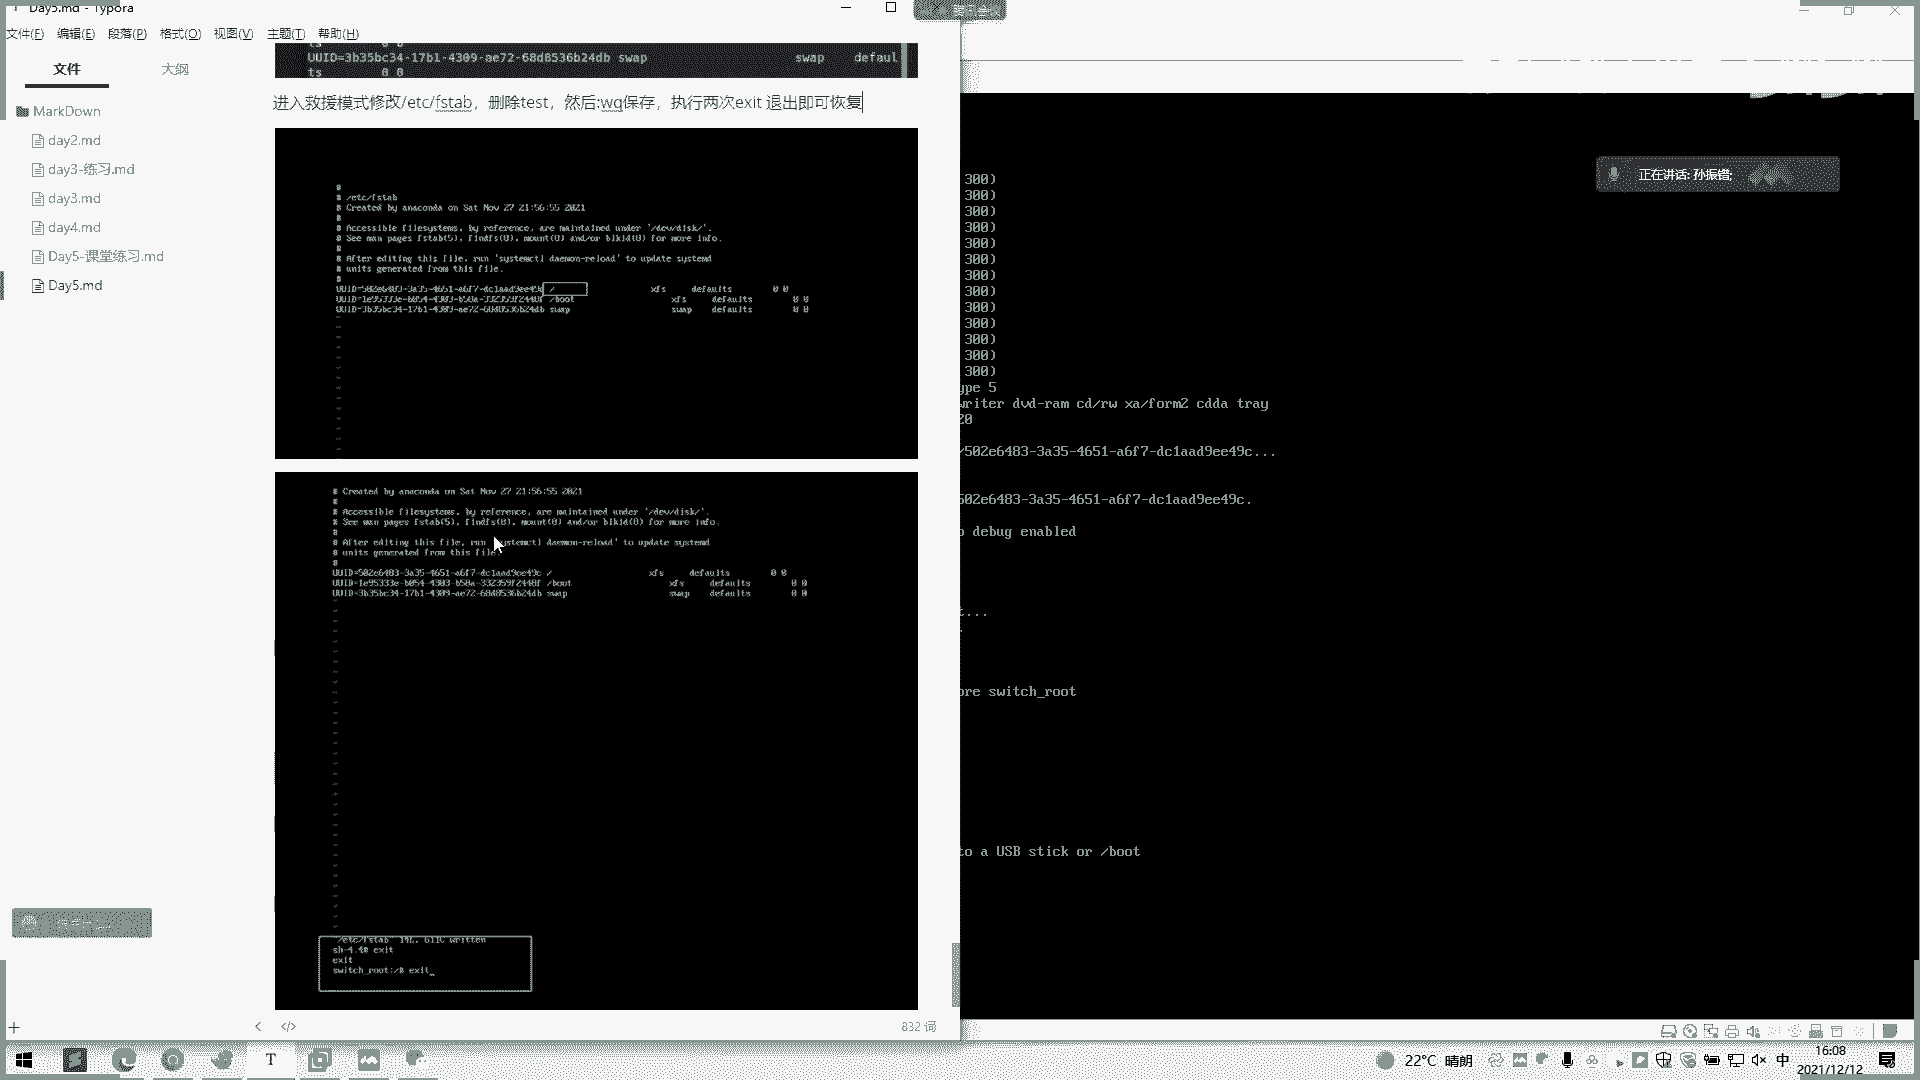 Day5.md - Typora
文件(F) 编辑(E) 段落(P) 格式(O) 视图(V) 主题(T) 帮助(H)
文件 大纲
MarkDown
day2.md
day3-练习.md
day3.md
day4.md
Day5-课堂练习.md
Day5.md
ts 0 0
UUID=3b35bc34-17b1-4309-ae72-68d8536b24db swap swap defaul
ts 0 0
进入救援模式修改/etc/fstab，删除test，然后:wq保存，执行两次exit 退出即可恢复
#
# /etc/fstab
# Created by anaconda on Sat Nov 27 21:56:55 2021
#
# Accessible filesystems, by reference, are maintained under '/dev/disk/'.
# See man pages fstab(5), findfs(8), mount(8) and/or blkid(8) for more info.
#
# After editing this file, run 'systemctl daemon-reload' to update systemd
# units generated from this file.
#
UUID=502e6483-3a35-4651-a6f7-dc1aad9ee49c / xfs defaults 0 0
UUID=1e95333e-b054-4303-b58a-332359f2448f /boot xfs defaults 0 0
UUID=3b35bc34-17b1-4309-ae72-68d8536b24db swap swap defaults 0 0
# Created by anaconda on Sat Nov 27 21:56:55 2021
#
# Accessible filesystems, by reference, are maintained under '/dev/disk/'.
# See man pages fstab(5), findfs(8), mount(8) and/or blkid(8) for more info.
#
# After editing this file, run 'systemctl daemon-reload' to update systemd
# units generated from this file.
#
UUID=502e6483-3a35-4651-a6f7-dc1aad9ee49c / xfs defaults 0 0
UUID=1e95333e-b054-4303-b58a-332359f2448f /boot xfs defaults 0 0
UUID=3b35bc34-17b1-4309-ae72-68d8536b24db swap swap defaults 0 0
"/etc/fstab" 14L, 611C written
sh-4.4# exit
exit
switch_root:/# exit_
832 词
300)
300)
300)
300)
300)
300)
300)
300)
300)
300)
300)
300)
300)
ype 5
writer dvd-ram cd/rw xa/form2 cdda tray
20
/502e6483-3a35-4651-a6f7-dc1aad9ee49c...
502e6483-3a35-4651-a6f7-dc1aad9ee49c.
o debug enabled
t...
.
ore switch_root
to a USB stick or /boot
正在讲话: 孙振锴;
22°C 晴朗
中
16:08
2021/12/12